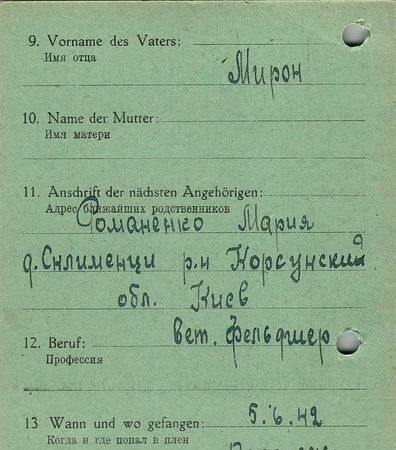 9. Vorname des Vaters:
Имя отца
Мирон
10. Name der Mutter:
Имя матери
11. Anschrift der nächsten Angehörigen:
Адрес ближайших родственников
Романенко Мария
д. р.н Корсунский
обл. Киев
12. Beruf:
вет. фельдшер
Профессия
13 Wann und wo gefangen: 5.6.42
Когда и где попал в плен